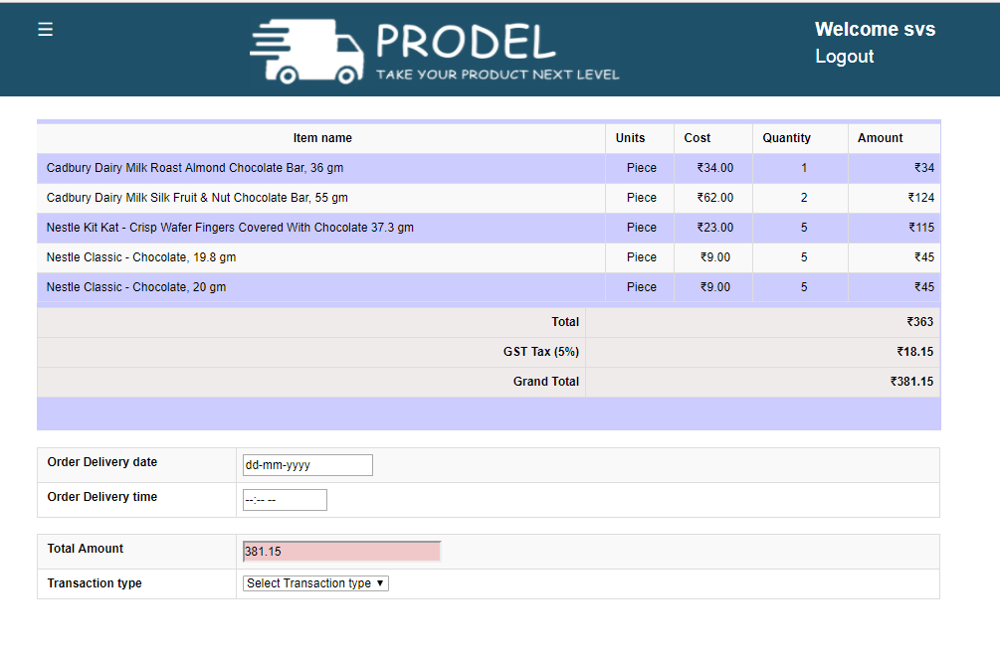 ☰
PRODEL
TAKE YOUR PRODUCT NEXT LEVEL
Welcome svs
Logout
Item name Units Cost Quantity Amount
Cadbury Dairy Milk Roast Almond Chocolate Bar, 36 gm Piece ₹34.00 1 ₹34
Cadbury Dairy Milk Silk Fruit & Nut Chocolate Bar, 55 gm Piece ₹62.00 2 ₹124
Nestle Kit Kat - Crisp Wafer Fingers Covered With Chocolate 37.3 gm Piece ₹23.00 5 ₹115
Nestle Classic - Chocolate, 19.8 gm Piece ₹9.00 5 ₹45
Nestle Classic - Chocolate, 20 gm Piece ₹9.00 5 ₹45
Total ₹363
GST Tax (5%) ₹18.15
Grand Total ₹381.15
Order Delivery date dd-mm-yyyy
Order Delivery time --:-- --
Total Amount 381.15
Transaction type Select Transaction type ▼